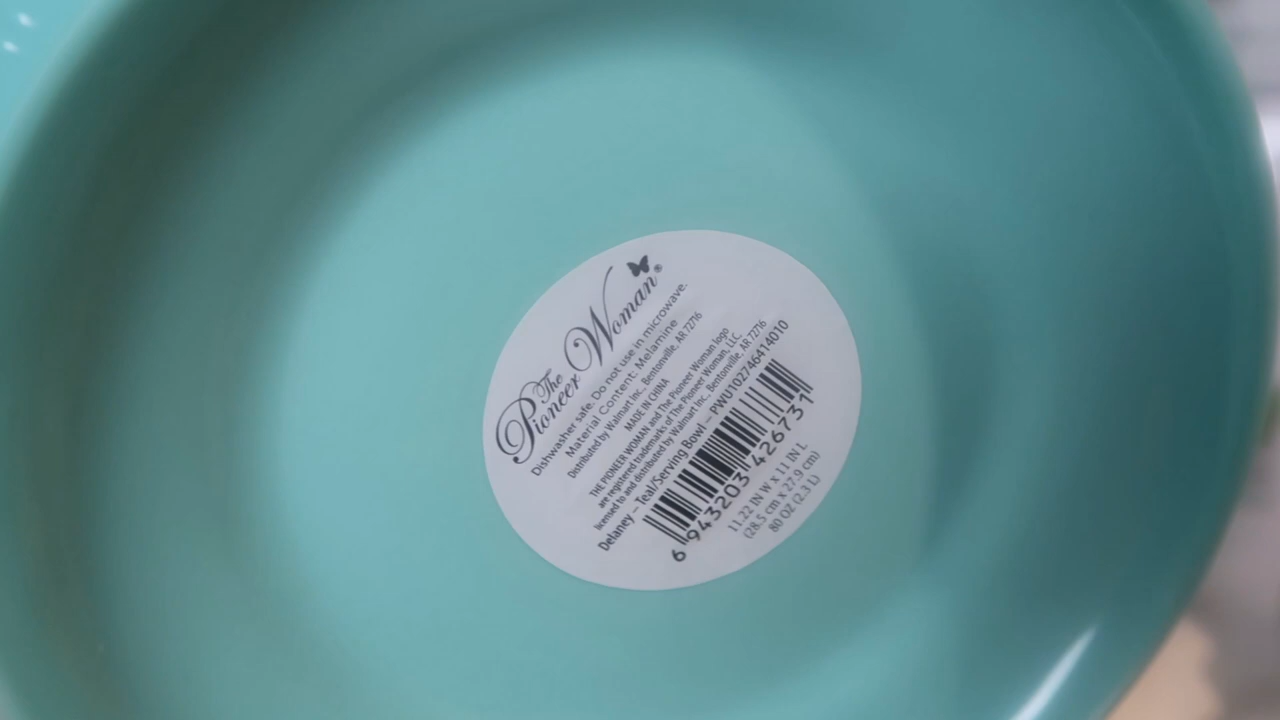 The
Pioneer Woman®
Dishwasher safe. Do not use in microwave.
Material Content: Melamine
Distributed by Walmart Inc., Bentonville, AR 72716
MADE IN CHINA
THE PIONEER WOMAN and The Pioneer Woman logo
are registered trademarks of The Pioneer Woman, LLC.
licensed to and distributed by Walmart Inc., Bentonville, AR 72716
Delaney – Teal/Serving Bowl – PWU102746414010
6 943203 426731
11.22 IN W x 11 IN L
(28.5 cm x 27.9 cm)
80 OZ (2.3 L)